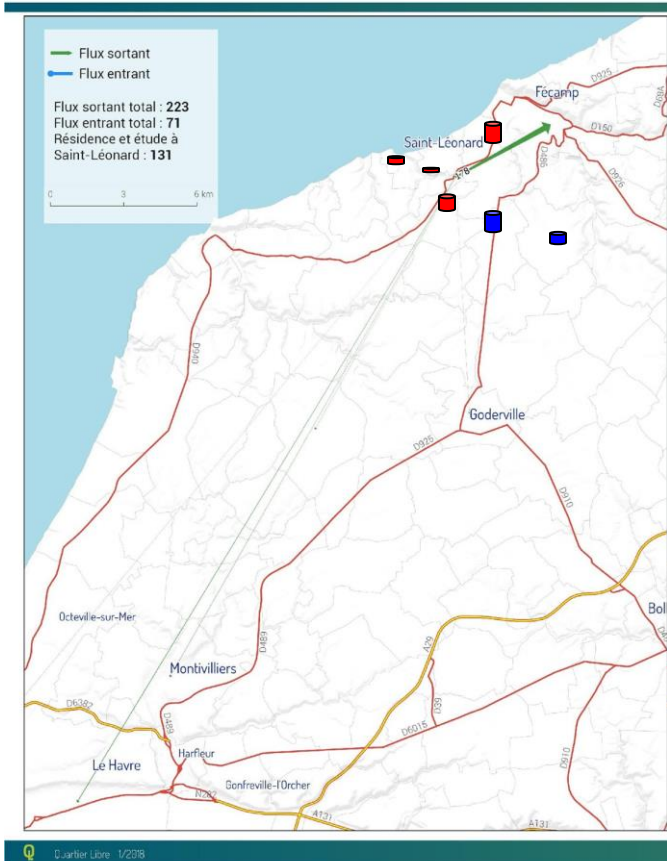 Flux sortant
Flux entrant
Flux sortant total : 223
Flux entrant total : 71
Résidence et étude à
Saint-Léonard : 131
0 3 6 km
D925
Fécamp
D150
Saint-Léonard
D486
D926
178
D940
Goderville
D925
D910
Octeville-sur-Mer
D489
A29
Montivilliers
D39
D6382
D489
D6015
D910
Harfleur
Le Havre
Gonfreville-l'Orcher
N282
A131
A131
Q Quartier Libre 1/2018